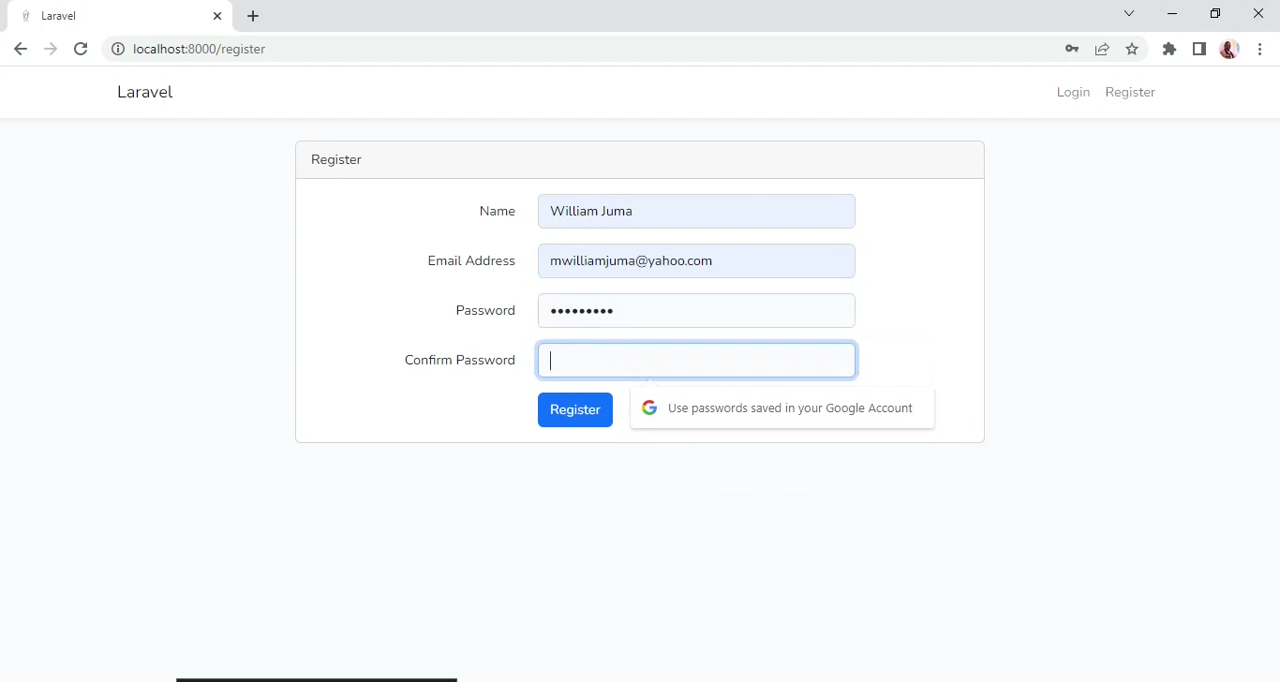 Laravel
localhost:8000/register
Laravel
Login Register
Register
Name William Juma
Email Address mwilliamjuma@yahoo.com
Password •••••••••
Confirm Password
Register Use passwords saved in your Google Account